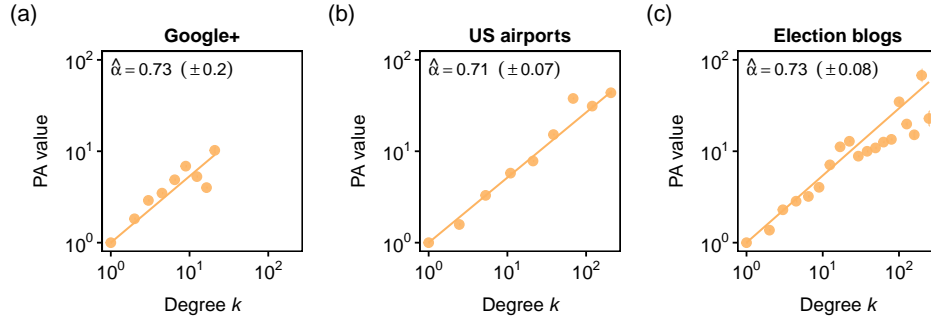 (a)
Google+
α̂ = 0.73 (±0.2)
PA value
10²
10¹
10⁰
10⁰ 10¹ 10²
Degree k
(b)
US airports
α̂ = 0.71 (±0.07)
PA value
10²
10¹
10⁰
10⁰ 10¹ 10²
Degree k
(c)
Election blogs
α̂ = 0.73 (±0.08)
PA value
10²
10¹
10⁰
10⁰ 10¹ 10²
Degree k